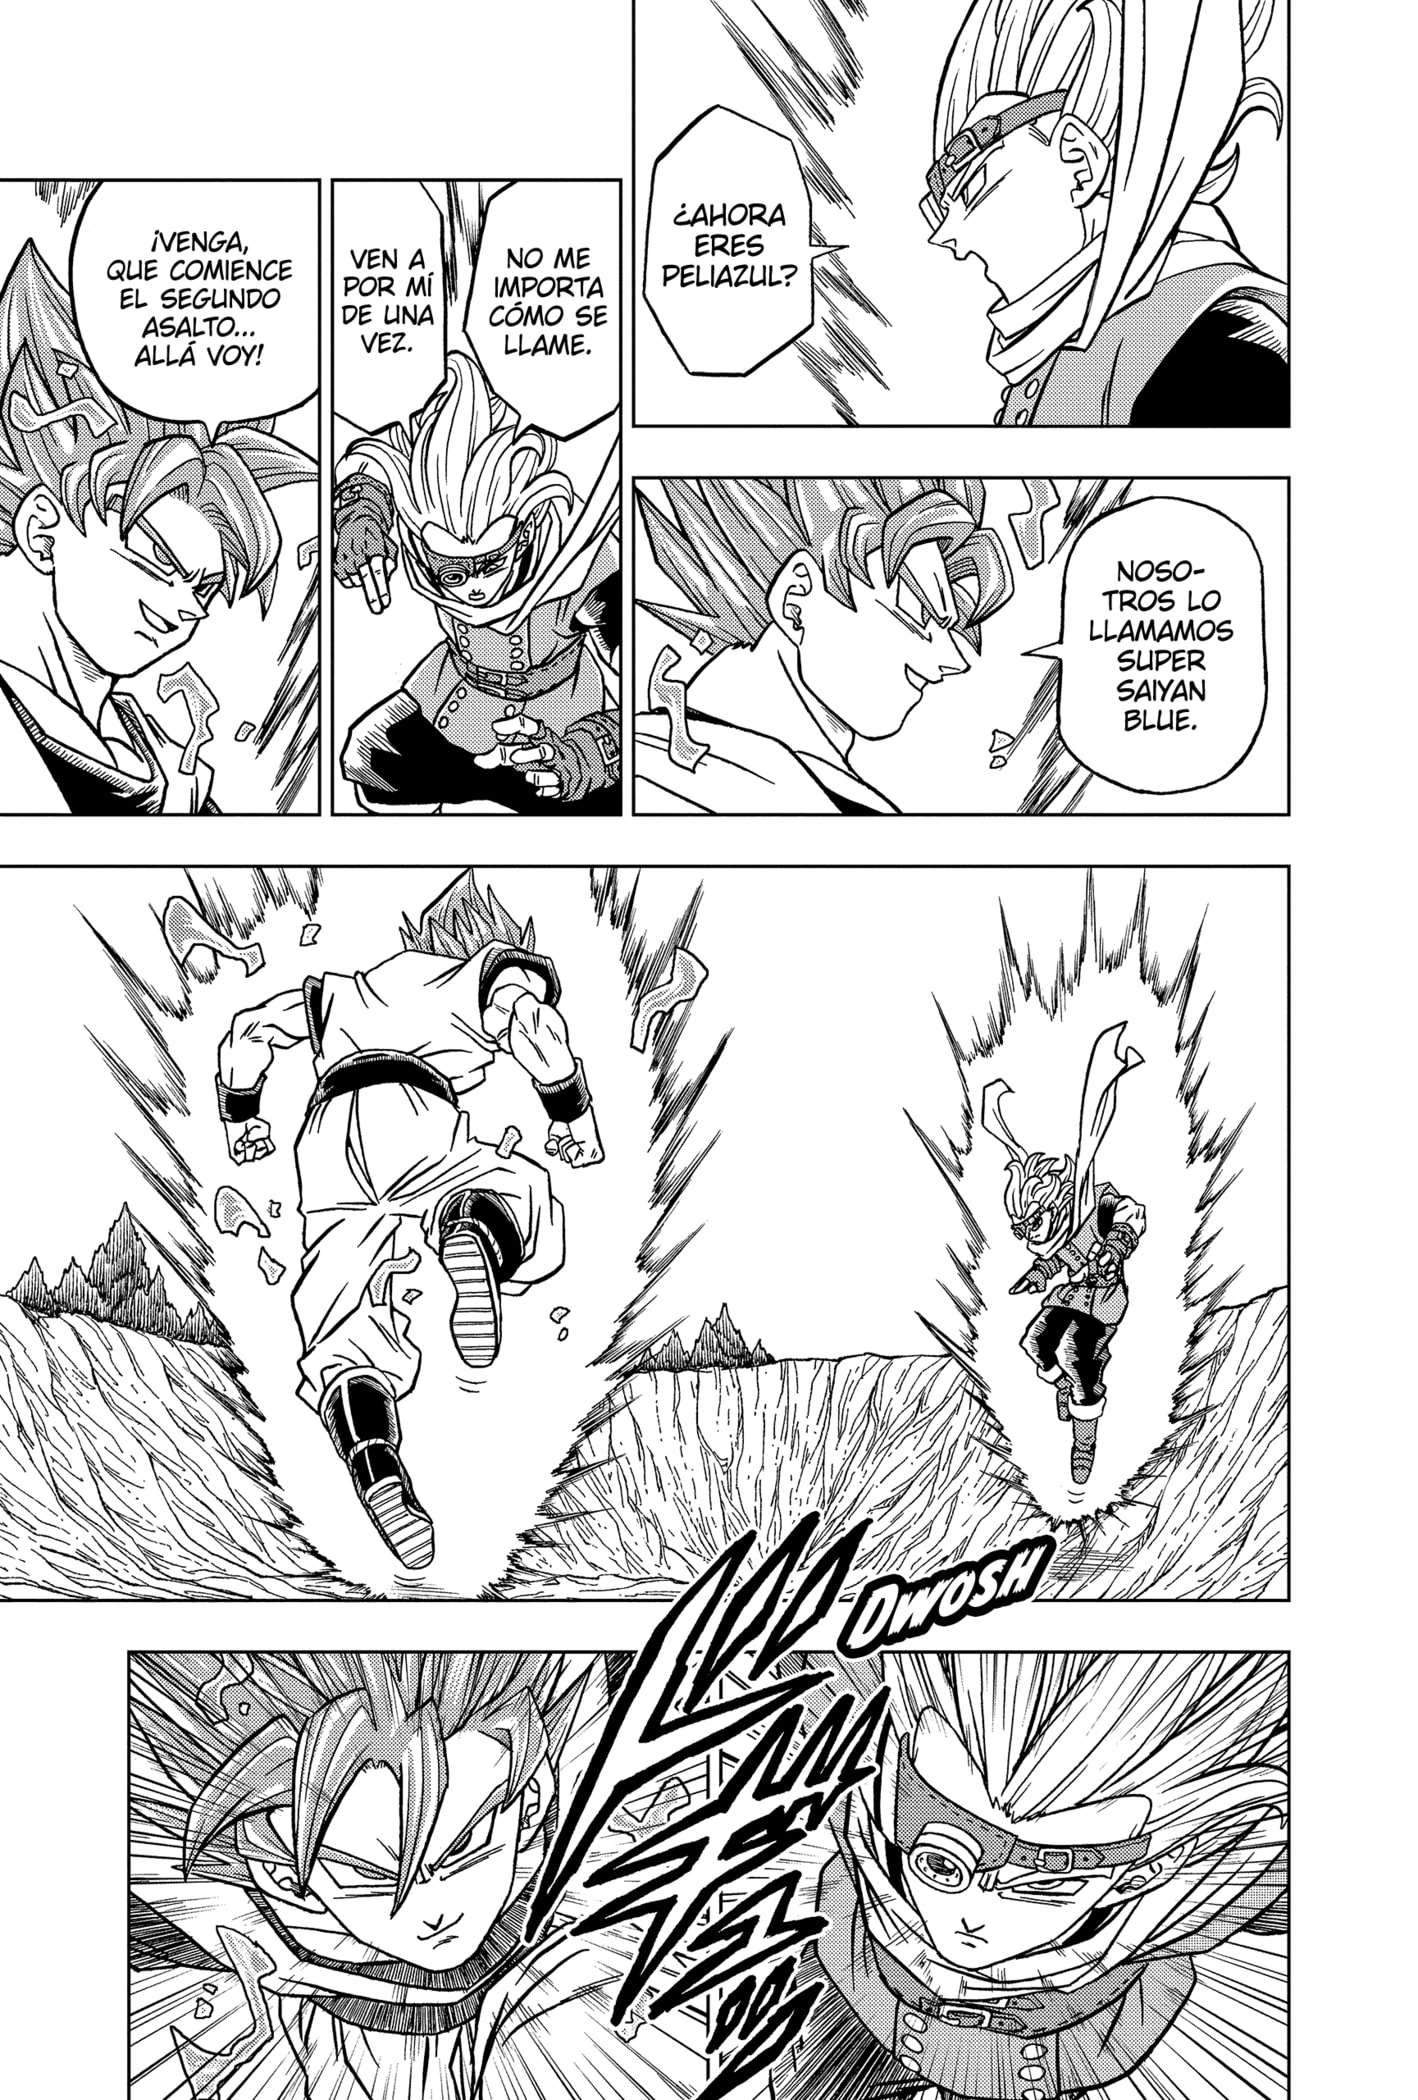 ¿AHORA
ERES
PELIAZUL?
NOSO-
TROS LO
LLAMAMOS
SUPER
SAIYAN
BLUE.
NO ME
IMPORTA
CÓMO SE
LLAME.
VEN A
POR MÍ
DE UNA
VEZ.
¡VENGA,
QUE COMIENCE
EL SEGUNDO
ASALTO...
ALLÁ VOY!
DWOSH